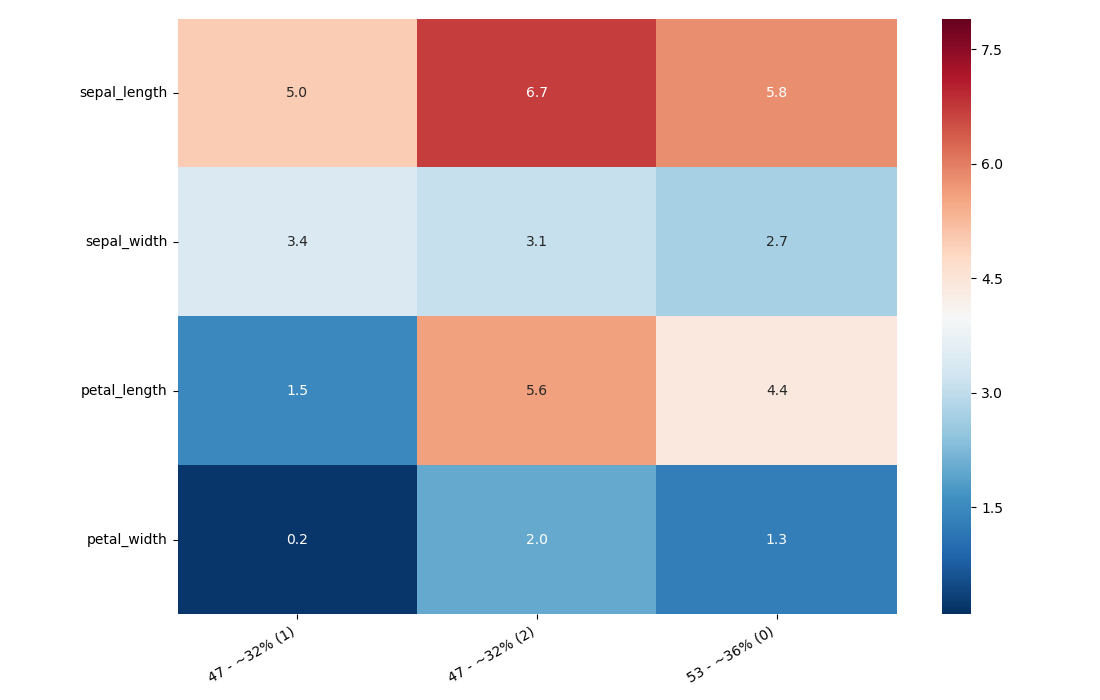 sepal_length 5.0 6.7 5.8
sepal_width 3.4 3.1 2.7
petal_length 1.5 5.6 4.4
petal_width 0.2 2.0 1.3
47 - ~32% (1) 47 - ~32% (2) 53 - ~36% (0)
7.5
6.0
4.5
3.0
1.5